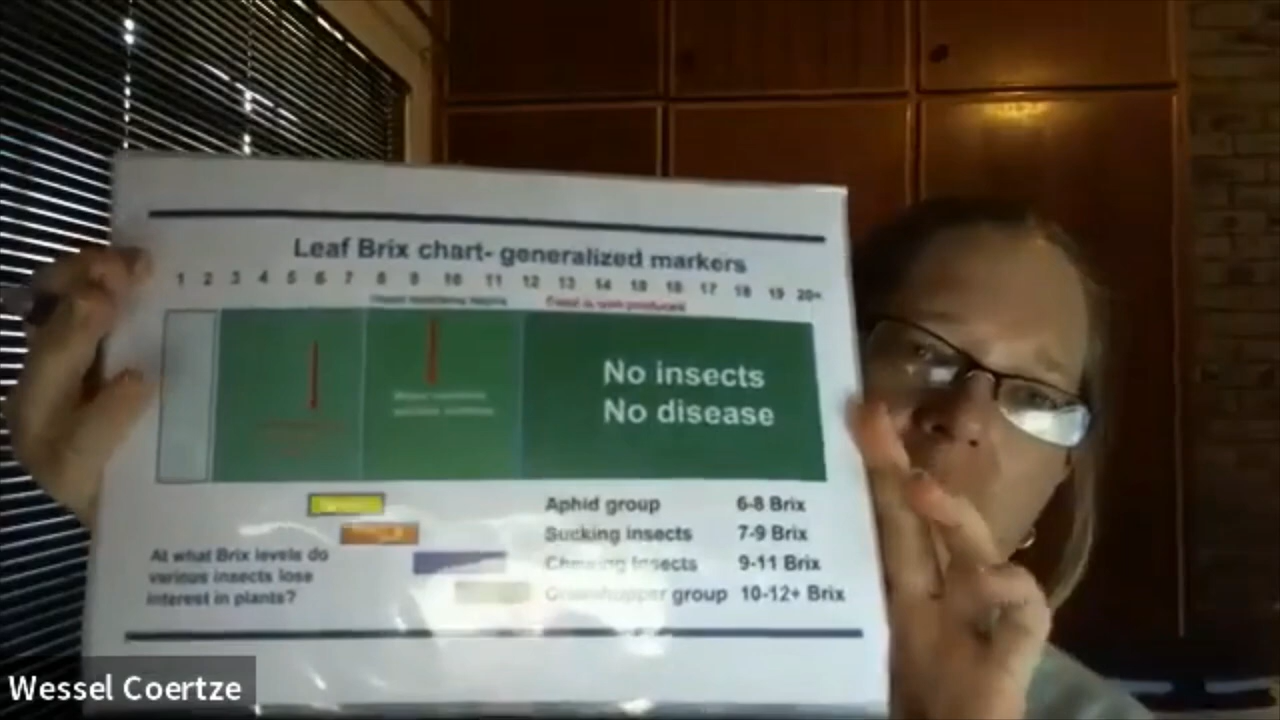 Leaf Brix chart- generalized markers
1 2 3 4 5 6 7 8 9 10 11 12 13 14 15 16 17 18 19 20+
No insects
No disease
Aphid group 6-8 Brix
Sucking insects 7-9 Brix
Chewing Insects 9-11 Brix
Grasshopper group 10-12+ Brix
At what Brix levels do
various insects lose
interest in plants?
Wessel Coertze